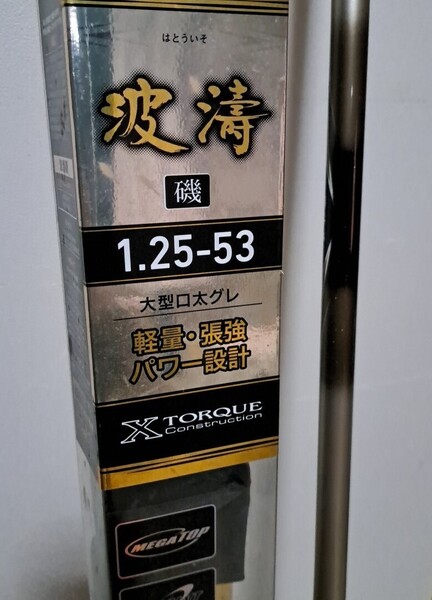 はとういそ
波濤
磯
1.25-53
大型口太グレ
軽量・張強
パワー設計
X TORQUE
Construction
MEGATOP